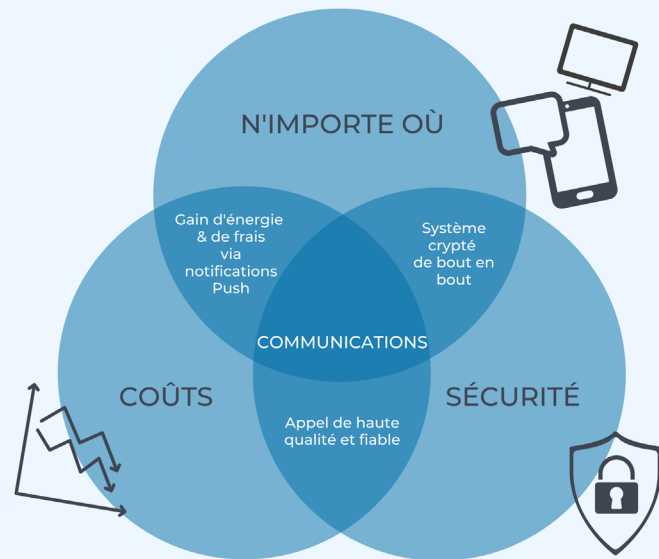 N'IMPORTE OÙ
Gain d'énergie
& de frais
via
notifications
Push
Système
crypté
de bout en
bout
COMMUNICATIONS
COÛTS
SÉCURITÉ
Appel de haute
qualité et fiable